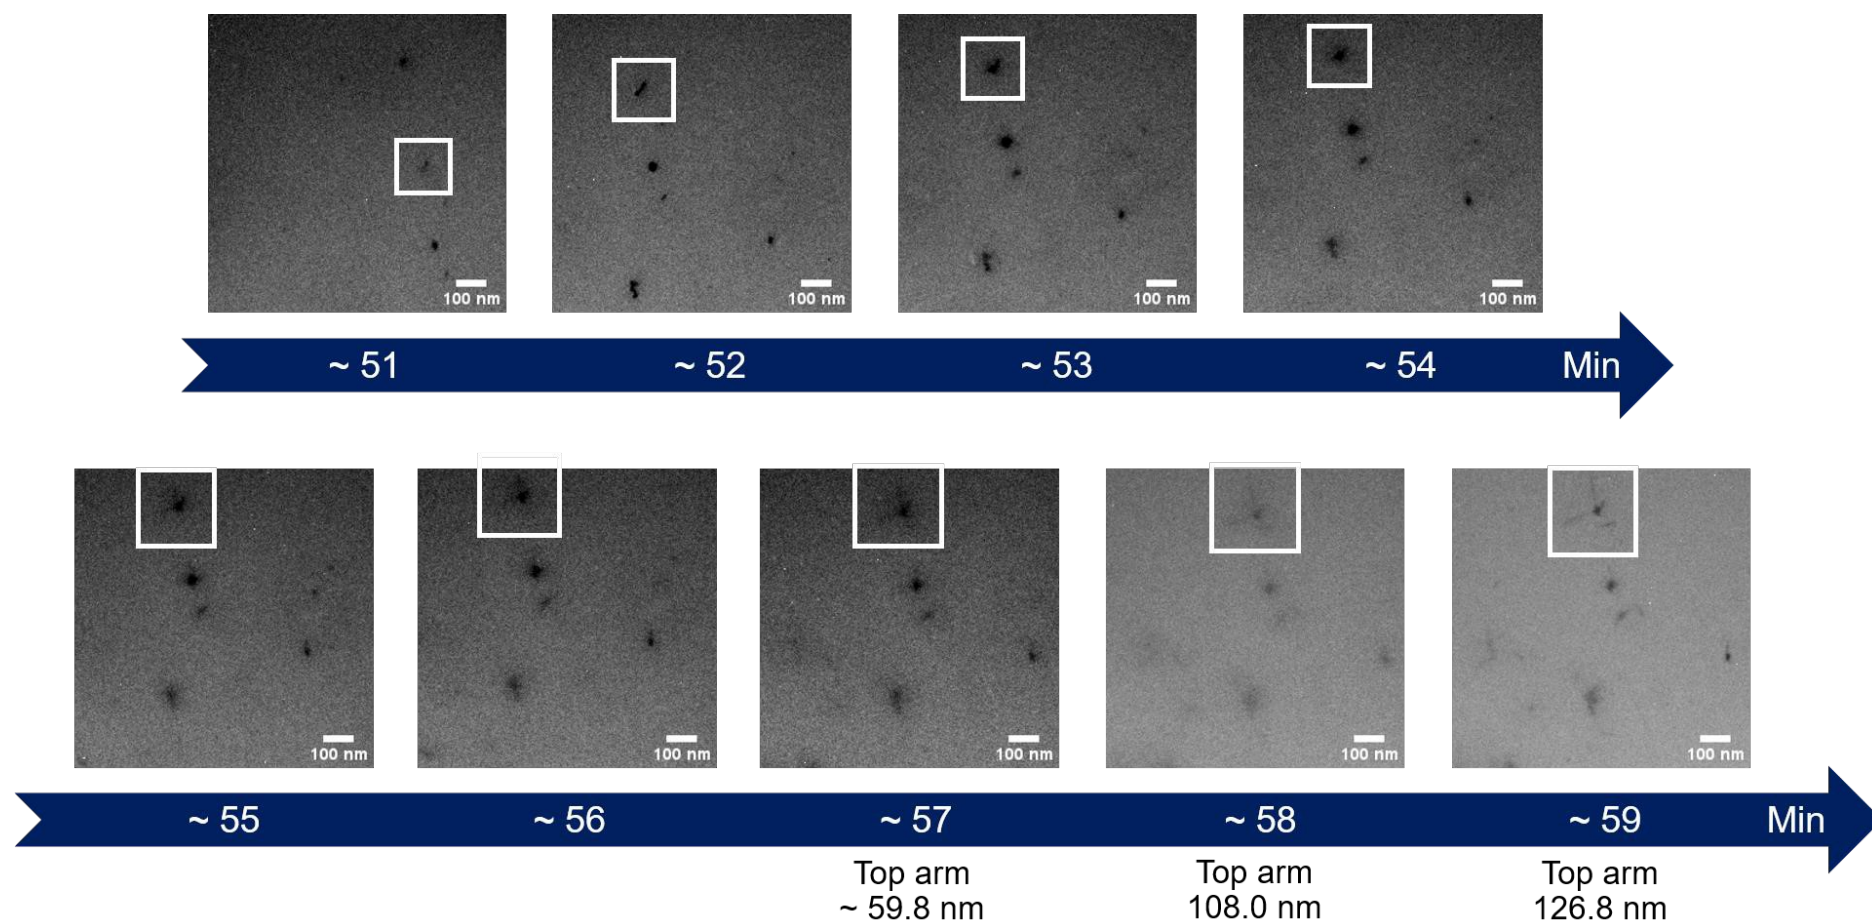 100 nm 100 nm 100 nm 100 nm
~ 51 ~ 52 ~ 53 ~ 54 Min
100 nm 100 nm 100 nm 100 nm 100 nm
~ 55 ~ 56 ~ 57 ~ 58 ~ 59 Min
Top arm Top arm Top arm
~ 59.8 nm 108.0 nm 126.8 nm